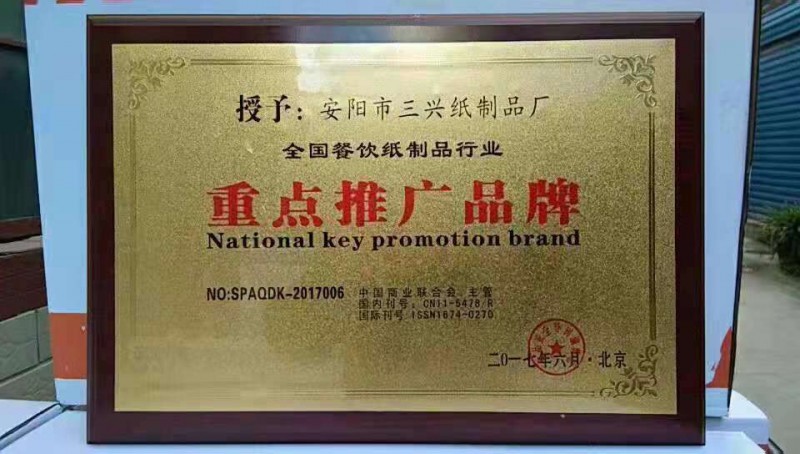 授予：安阳市三兴纸制品厂
全国餐饮纸制品行业
重点推广品牌
National key promotion brand
NO:SPAQDK-2017006
中国商业联合会 主管
国内刊号：CN11-5478/R
国际刊号：ISSN1674-0270
二〇一七年六月·北京